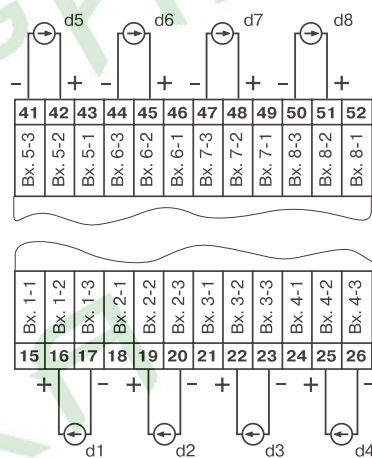 d5 d6 d7 d8
− + − + − + − +
41 42 43 44 45 46 47 48 49 50 51 52
Вх. 5-3 Вх. 5-2 Вх. 5-1 Вх. 6-3 Вх. 6-2 Вх. 6-1 Вх. 7-3 Вх. 7-2 Вх. 7-1 Вх. 8-3 Вх. 8-2 Вх. 8-1
Вх. 1-1 Вх. 1-2 Вх. 1-3 Вх. 2-1 Вх. 2-2 Вх. 2-3 Вх. 3-1 Вх. 3-2 Вх. 3-3 Вх. 4-1 Вх. 4-2 Вх. 4-3
15 16 17 18 19 20 21 22 23 24 25 26
+ − + − + − + −
d1 d2 d3 d4